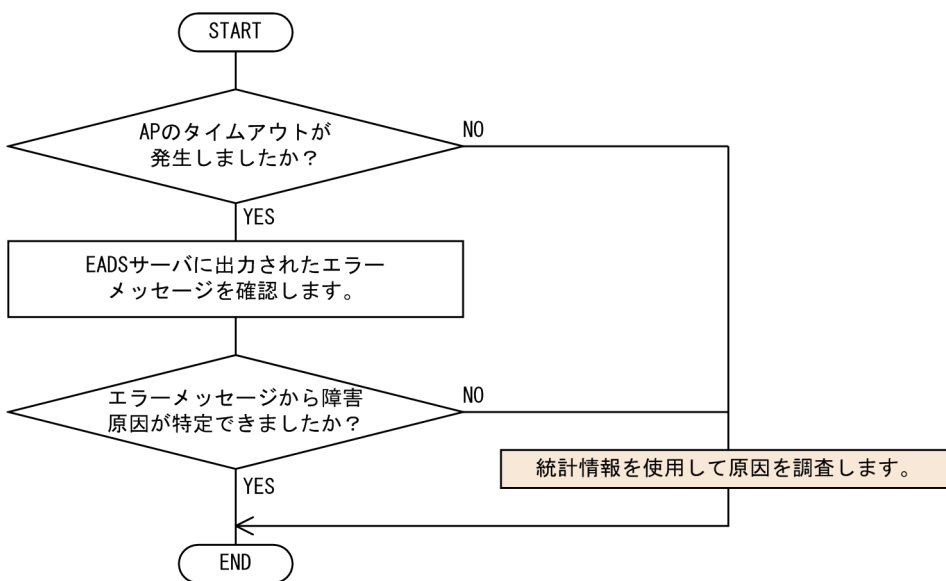 START
APのタイムアウトが
発生しましたか？
NO
YES
EADSサーバに出力されたエラー
メッセージを確認します。
エラーメッセージから障害
原因が特定できましたか？
NO
統計情報を使用して原因を調査します。
YES
END